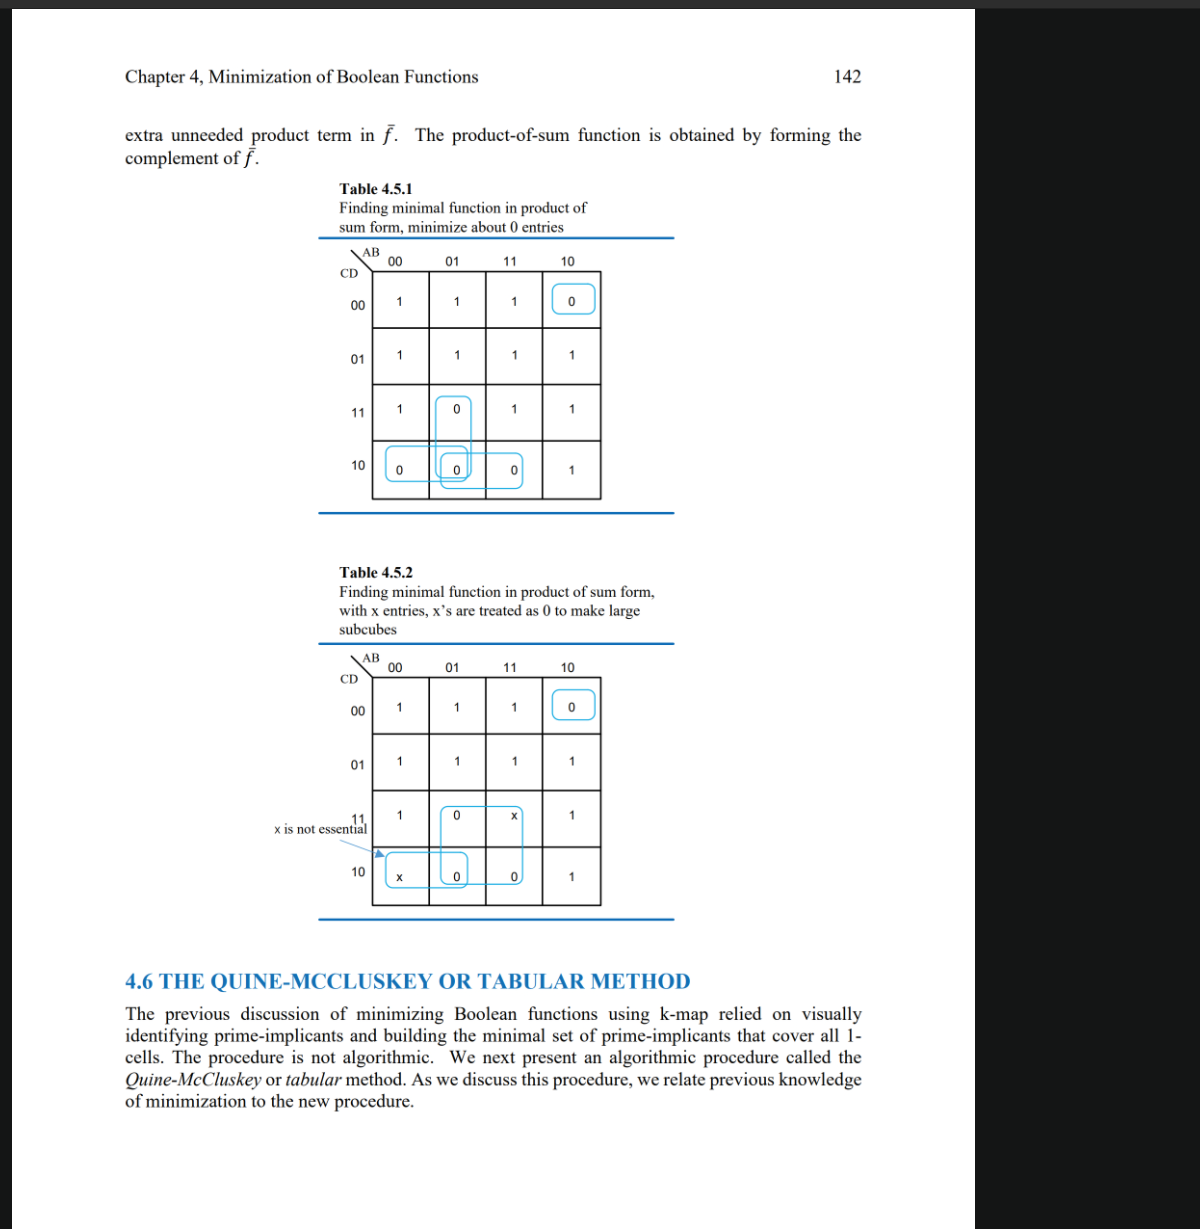 Chapter 4, Minimization of Boolean Functions 142
extra unneeded product term in f̄. The product-of-sum function is obtained by forming the
complement of f̄.
Table 4.5.1
Finding minimal function in product of
sum form, minimize about 0 entries
AB
00 01 11 10
CD
00 1 1 1 0
01 1 1 1 1
11 1 0 1 1
10 0 0 0 1
Table 4.5.2
Finding minimal function in product of sum form,
with x entries, x's are treated as 0 to make large
subcubes
AB
00 01 11 10
CD
00 1 1 1 0
01 1 1 1 1
11 1 0 x 1
x is not essential
10 x 0 0 1
4.6 THE QUINE-MCCLUSKEY OR TABULAR METHOD
The previous discussion of minimizing Boolean functions using k-map relied on visually
identifying prime-implicants and building the minimal set of prime-implicants that cover all 1-
cells. The procedure is not algorithmic. We next present an algorithmic procedure called the
Quine-McCluskey or tabular method. As we discuss this procedure, we relate previous knowledge
of minimization to the new procedure.